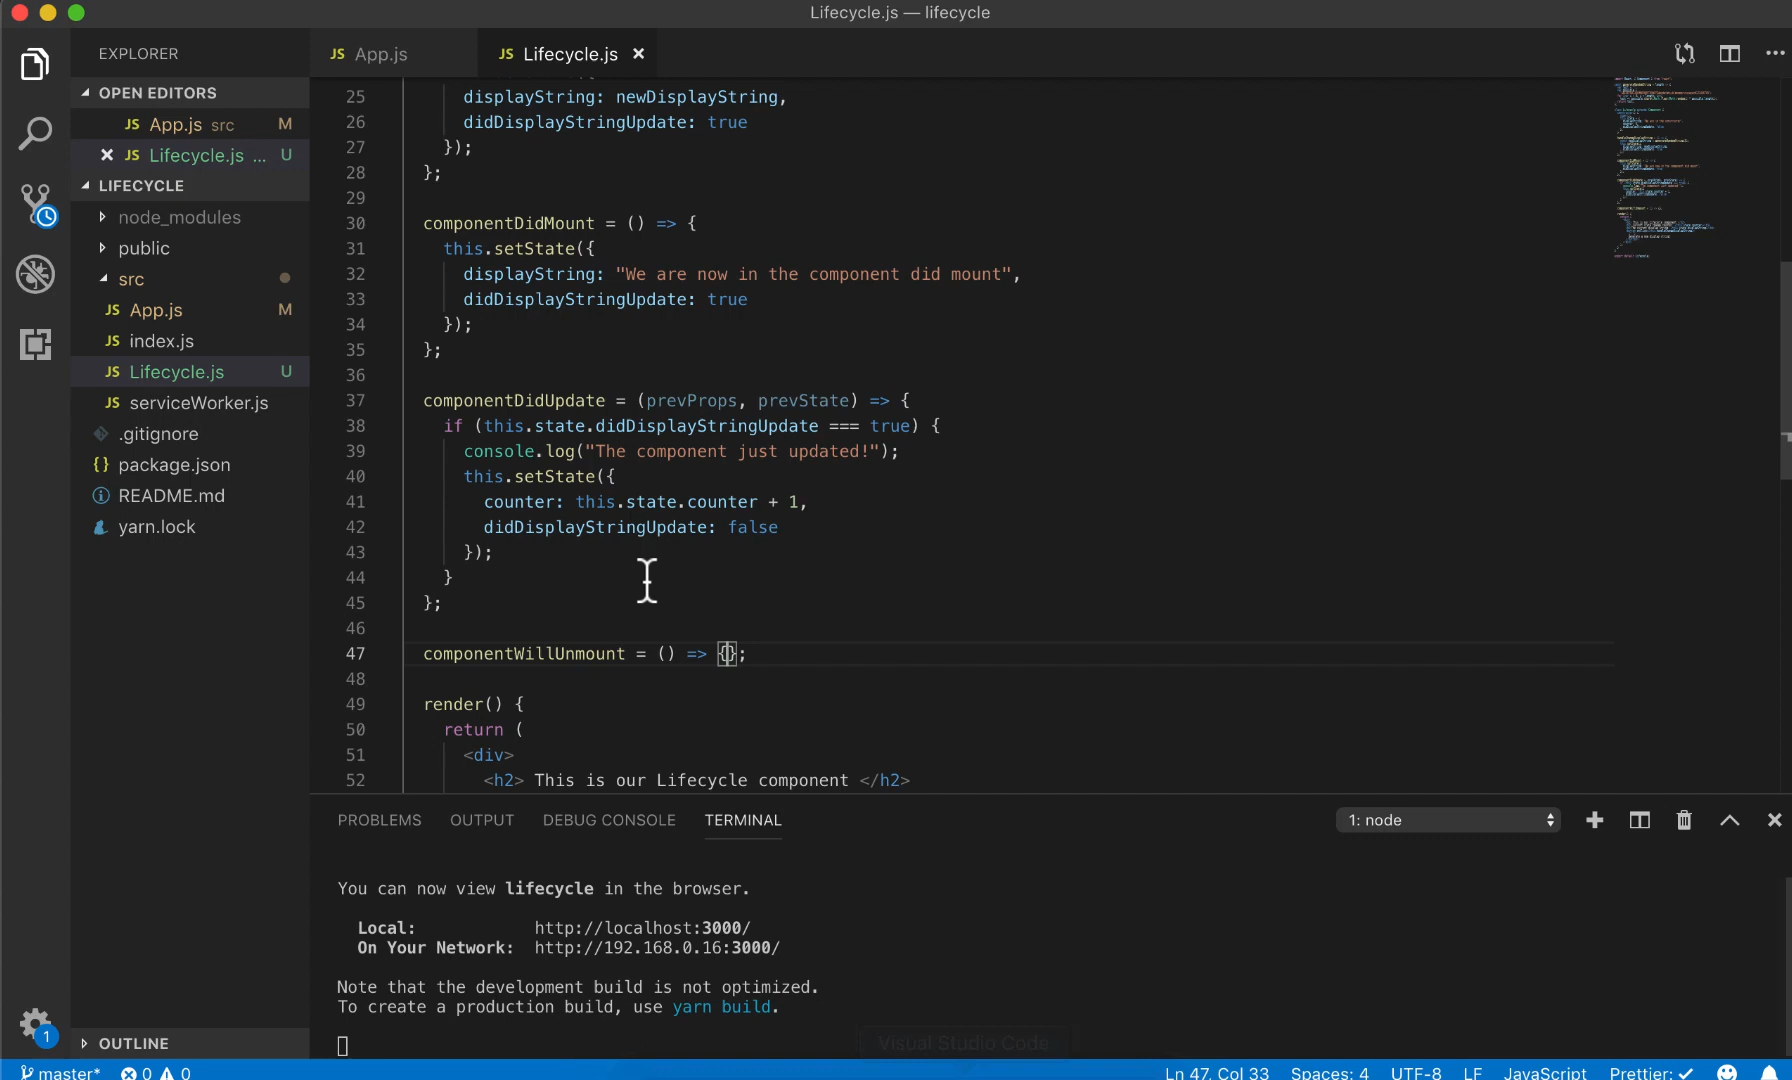 Lifecycle.js — lifecycle
EXPLORER
OPEN EDITORS
JS App.js src M
JS Lifecycle.js ... U
LIFECYCLE
node_modules
public
src
JS App.js M
JS index.js
JS Lifecycle.js U
JS serviceWorker.js
.gitignore
{} package.json
README.md
yarn.lock
OUTLINE
1
JS App.js
JS Lifecycle.js
25 displayString: newDisplayString,
26 didDisplayStringUpdate: true
27 });
28 };
29
30 componentDidMount = () => {
31 this.setState({
32 displayString: "We are now in the component did mount",
33 didDisplayStringUpdate: true
34 });
35 };
36
37 componentDidUpdate = (prevProps, prevState) => {
38 if (this.state.didDisplayStringUpdate === true) {
39 console.log("The component just updated!");
40 this.setState({
41 counter: this.state.counter + 1,
42 didDisplayStringUpdate: false
43 });
44 }
45 };
46
47 componentWillUnmount = () => {};
48
49 render() {
50 return (
51 <div>
52 <h2> This is our Lifecycle component </h2>
PROBLEMS OUTPUT DEBUG CONSOLE TERMINAL 1: node
You can now view lifecycle in the browser.
Local: http://localhost:3000/
On Your Network: http://192.168.0.16:3000/
Note that the development build is not optimized.
To create a production build, use yarn build.
Visual Studio Code
master* 0 0 Ln 47, Col 33 Spaces: 4 UTF-8 LF JavaScript Prettier: ✓